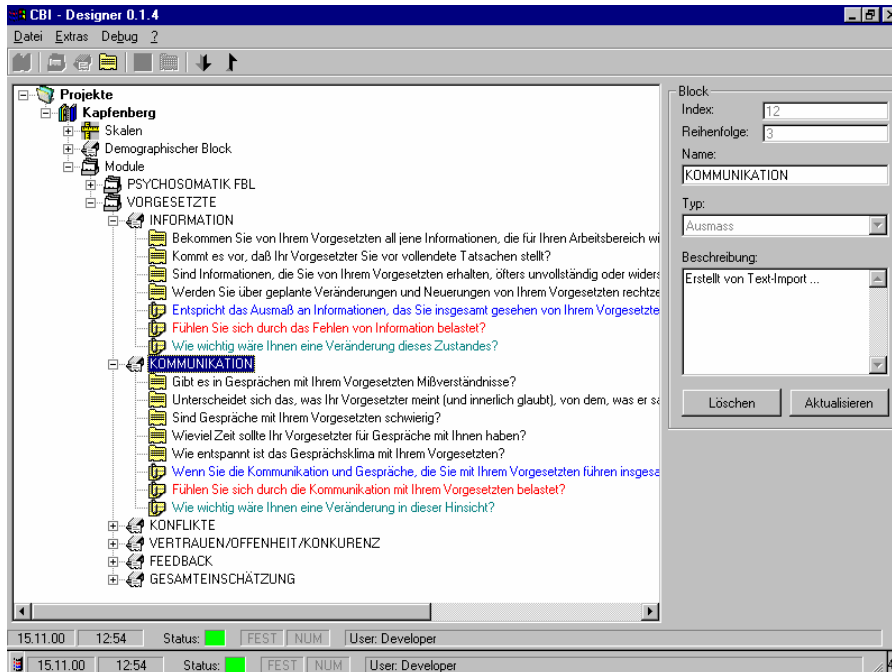 CBI - Designer 0.1.4
Datei Extras Debug ?
Projekte
Kapfenberg
Skalen
Demographischer Block
Module
PSYCHOSOMATIK FBL
VORGESETZTE
INFORMATION
Bekommen Sie von Ihrem Vorgesetzten all jene Informationen, die für Ihren Arbeitsbereich wi
Kommt es vor, daß Ihr Vorgesetzter Sie vor vollendete Tatsachen stellt?
Sind Informationen, die Sie von Ihrem Vorgesetzten erhalten, öfters unvollständig oder widers
Werden Sie über geplante Veränderungen und Neuerungen von Ihrem Vorgesetzten rechtze
Entspricht das Ausmaß an Informationen, das Sie insgesamt gesehen von Ihrem Vorgesetzte
Fühlen Sie sich durch das Fehlen von Information belastet?
Wie wichtig wäre Ihnen eine Veränderung dieses Zustandes?
KOMMUNIKATION
Gibt es in Gesprächen mit Ihrem Vorgesetzten Mißverständnisse?
Unterscheidet sich das, was Ihr Vorgesetzter meint (und innerlich glaubt), von dem, was er sa
Sind Gespräche mit Ihrem Vorgesetzten schwierig?
Wieviel Zeit sollte Ihr Vorgesetzter für Gespräche mit Ihnen haben?
Wie entspannt ist das Gesprächsklima mit Ihrem Vorgesetzten?
Wenn Sie die Kommunikation und Gespräche, die Sie mit Ihrem Vorgesetzten führen insgesa
Fühlen Sie sich durch die Kommunikation mit Ihrem Vorgesetzten belastet?
Wie wichtig wäre Ihnen eine Veränderung in dieser Hinsicht?
KONFLIKTE
VERTRAUEN/OFFENHEIT/KONKURENZ
FEEDBACK
GESAMTEINSCHÄTZUNG
Block
Index: 12
Reihenfolge: 3
Name:
KOMMUNIKATION
Typ:
Ausmass
Beschreibung:
Erstellt von Text-Import ...
Löschen Aktualisieren
15.11.00 12:54 Status: FEST NUM User: Developer
15.11.00 12:54 Status: FEST NUM User: Developer